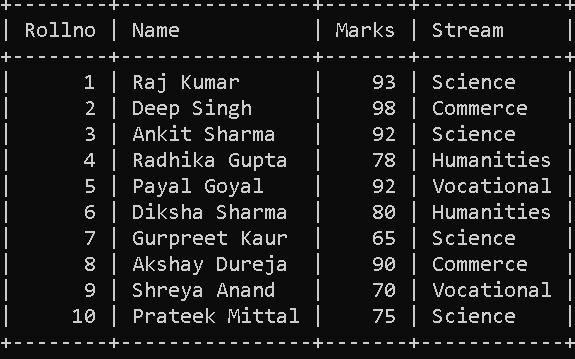 +--------+----------------+-------+------------+
| Rollno | Name           | Marks | Stream     |
+--------+----------------+-------+------------+
|      1 | Raj Kumar      |    93 | Science    |
|      2 | Deep Singh     |    98 | Commerce   |
|      3 | Ankit Sharma   |    92 | Science    |
|      4 | Radhika Gupta  |    78 | Humanities |
|      5 | Payal Goyal    |    92 | Vocational |
|      6 | Diksha Sharma  |    80 | Humanities |
|      7 | Gurpreet Kaur  |    65 | Science    |
|      8 | Akshay Dureja  |    90 | Commerce   |
|      9 | Shreya Anand   |    70 | Vocational |
|     10 | Prateek Mittal |    75 | Science    |
+--------+----------------+-------+------------+